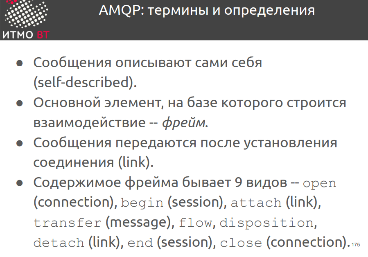 AMQP: термины и определения
ИТМО ВТ
● Сообщения описывают сами себя
(self-described).
● Основной элемент, на базе которого строится
взаимодействие -- фрейм.
● Сообщения передаются после установления
соединения (link).
● Содержимое фрейма бывает 9 видов -- open
(connection), begin (session), attach (link),
transfer (message), flow, disposition,
detach (link), end (session), close (connection).